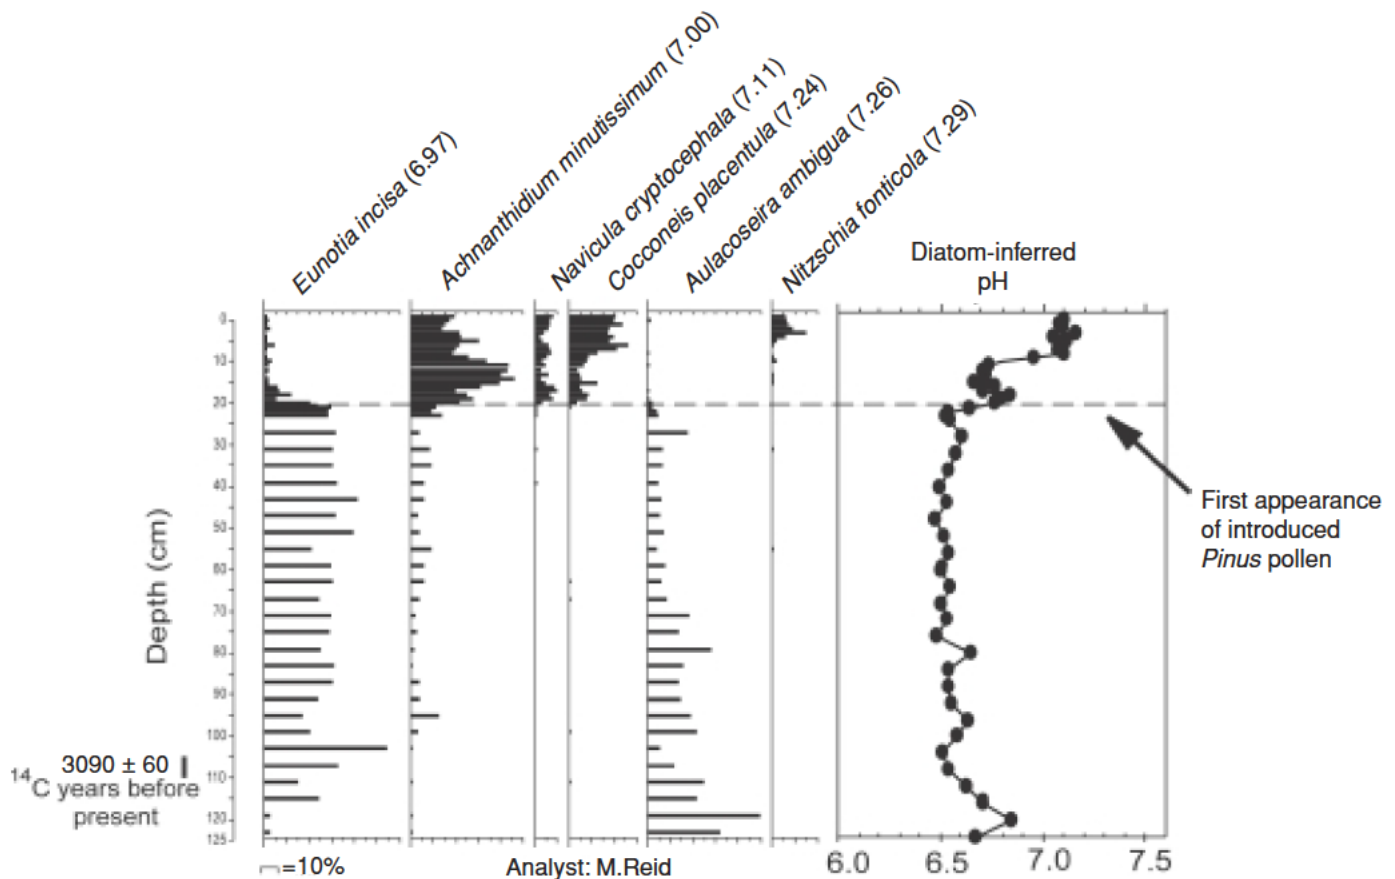 Eunotia incisa (6.97)
Achnanthidium minutissimum (7.00)
Navicula cryptocephala (7.11)
Cocconeis placentula (7.24)
Aulacoseira ambigua (7.26)
Nitzschia fonticola (7.29)
Diatom-inferred
pH
Depth (cm)
0
10
20
30
40
50
60
70
80
90
100
110
120
125
3090 ± 60
14C years before
present
First appearance
of introduced
Pinus pollen
=10%
Analyst: M.Reid
6.0 6.5 7.0 7.5